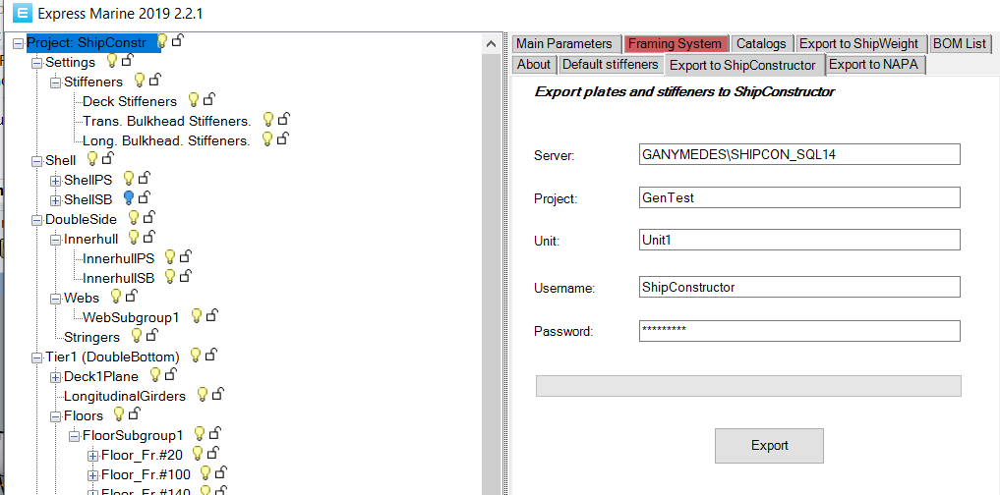 Express Marine 2019 2.2.1
Project: ShipConstr
Settings
Stiffeners
Deck Stiffeners
Trans. Bulkhead Stiffeners.
Long. Bulkhead. Stiffeners.
Shell
ShellPS
ShellSB
DoubleSide
Innerhull
InnerhullPS
InnerhullSB
Webs
WebSubgroup1
Stringers
Tier1 (DoubleBottom)
Deck1Plane
LongitudinalGirders
Floors
FloorSubgroup1
Floor_Fr.#20
Floor_Fr.#100
Floor_Fr.#140
Main Parameters Framing System Catalogs Export to ShipWeight BOM List
About Default stiffeners Export to ShipConstructor Export to NAPA
Export plates and stiffeners to ShipConstructor
Server: GANYMEDES\SHIPCON_SQL14
Project: GenTest
Unit: Unit1
Username: ShipConstructor
Password: *********
Export